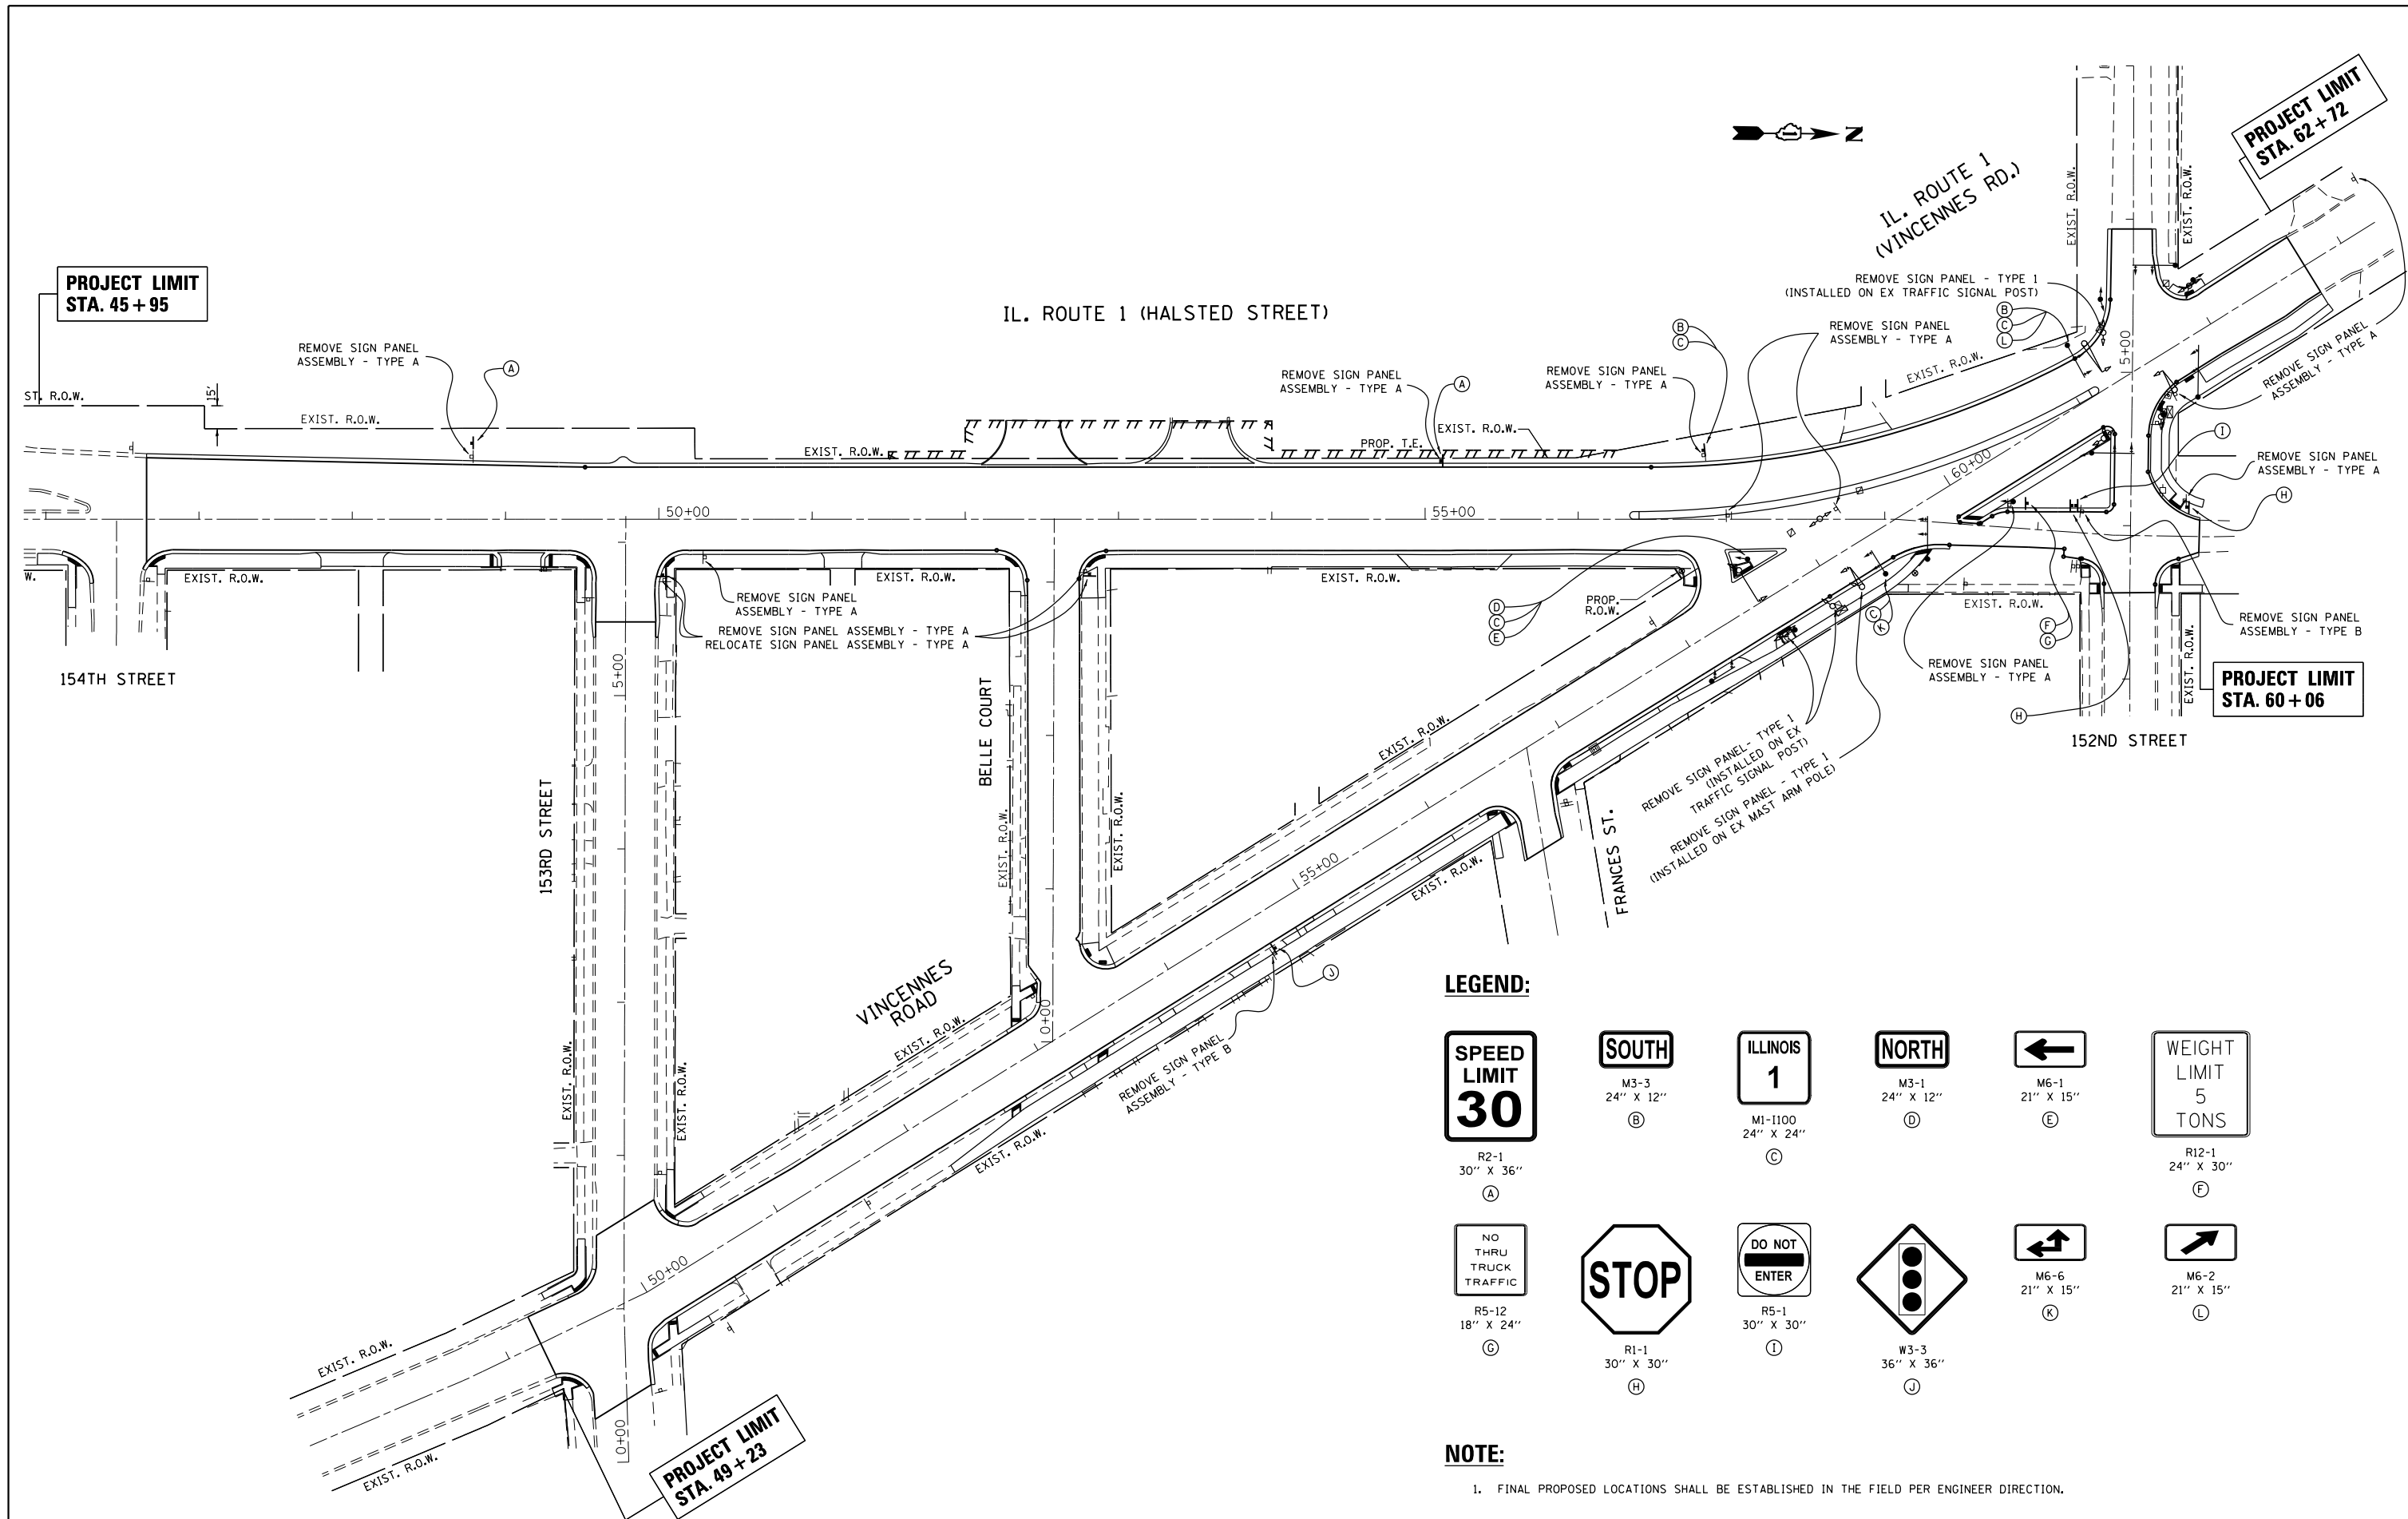 PROJECT LIMIT
STA. 62+72
N
IL. ROUTE 1
(VINCENNES RD.)
EXIST. R.O.W.
EXIST. R.O.W.
PROJECT LIMIT
STA. 45+95
IL. ROUTE 1 (HALSTED STREET)
REMOVE SIGN PANEL - TYPE 1
(INSTALLED ON EX TRAFFIC SIGNAL POST)
B
C
L
REMOVE SIGN PANEL
ASSEMBLY - TYPE A
A
REMOVE SIGN PANEL
ASSEMBLY - TYPE A
A
REMOVE SIGN PANEL
ASSEMBLY - TYPE A
B
C
REMOVE SIGN PANEL
ASSEMBLY - TYPE A
5+00
EXIST. R.O.W.
REMOVE SIGN PANEL
ASSEMBLY - TYPE A
ST. R.O.W.
15'
EXIST. R.O.W.
EXIST. R.O.W.
PROP. T.E.
EXIST. R.O.W.
I
REMOVE SIGN PANEL
ASSEMBLY - TYPE A
H
50+00
55+00
60+00
W.
EXIST. R.O.W.
EXIST. R.O.W.
EXIST. R.O.W.
PROP.
R.O.W.
EXIST. R.O.W.
REMOVE SIGN PANEL
ASSEMBLY - TYPE A
REMOVE SIGN PANEL ASSEMBLY - TYPE A
RELOCATE SIGN PANEL ASSEMBLY - TYPE A
D
C
E
C
K
F
G
REMOVE SIGN PANEL
ASSEMBLY - TYPE B
REMOVE SIGN PANEL
ASSEMBLY - TYPE A
H
EXIST. R.O.W.
PROJECT LIMIT
STA. 60+06
152ND STREET
154TH STREET
5+00
153RD STREET
BELLE COURT
EXIST. R.O.W.
EXIST. R.O.W.
EXIST. R.O.W.
REMOVE SIGN PANEL- TYPE 1
(INSTALLED ON EX
TRAFFIC SIGNAL POST)
REMOVE SIGN PANEL - TYPE 1
(INSTALLED ON EX MAST ARM POLE)
FRANCES ST.
55+00
EXIST. R.O.W.
J
VINCENNES
ROAD
EXIST. R.O.W.
0+00
REMOVE SIGN PANEL
ASSEMBLY - TYPE B
EXIST. R.O.W.
EXIST. R.O.W.
EXIST. R.O.W.
50+00
EXIST. R.O.W.
EXIST. R.O.W.
0+00
PROJECT LIMIT
STA. 49+23
LEGEND:
SPEED
LIMIT
30
R2-1
30'' X 36''
A
SOUTH
M3-3
24'' X 12''
B
ILLINOIS
1
M1-I100
24'' X 24''
C
NORTH
M3-1
24'' X 12''
D
M6-1
21'' X 15''
E
WEIGHT
LIMIT
5
TONS
R12-1
24'' X 30''
F
NO
THRU
TRUCK
TRAFFIC
R5-12
18'' X 24''
G
STOP
R1-1
30'' X 30''
H
DO NOT
ENTER
R5-1
30'' X 30''
I
W3-3
36'' X 36''
J
M6-6
21'' X 15''
K
M6-2
21'' X 15''
L
NOTE:
1. FINAL PROPOSED LOCATIONS SHALL BE ESTABLISHED IN THE FIELD PER ENGINEER DIRECTION.